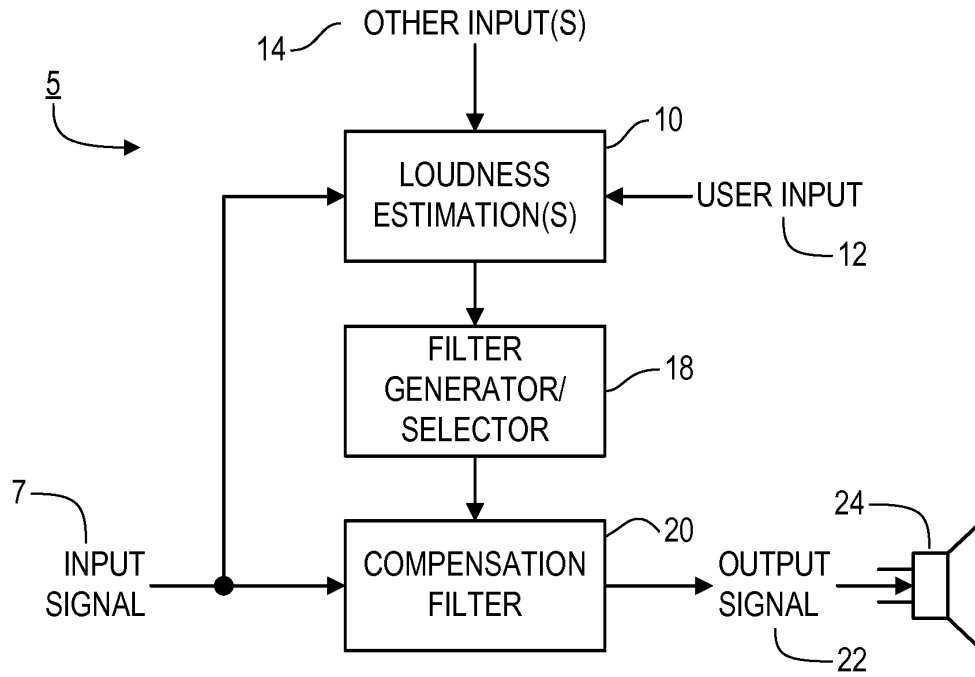 OTHER INPUT(S)
14
5
10
LOUDNESS
ESTIMATION(S)
USER INPUT
12
FILTER
GENERATOR/
SELECTOR
18
7
INPUT
SIGNAL
COMPENSATION
FILTER
20
OUTPUT
SIGNAL
22
24